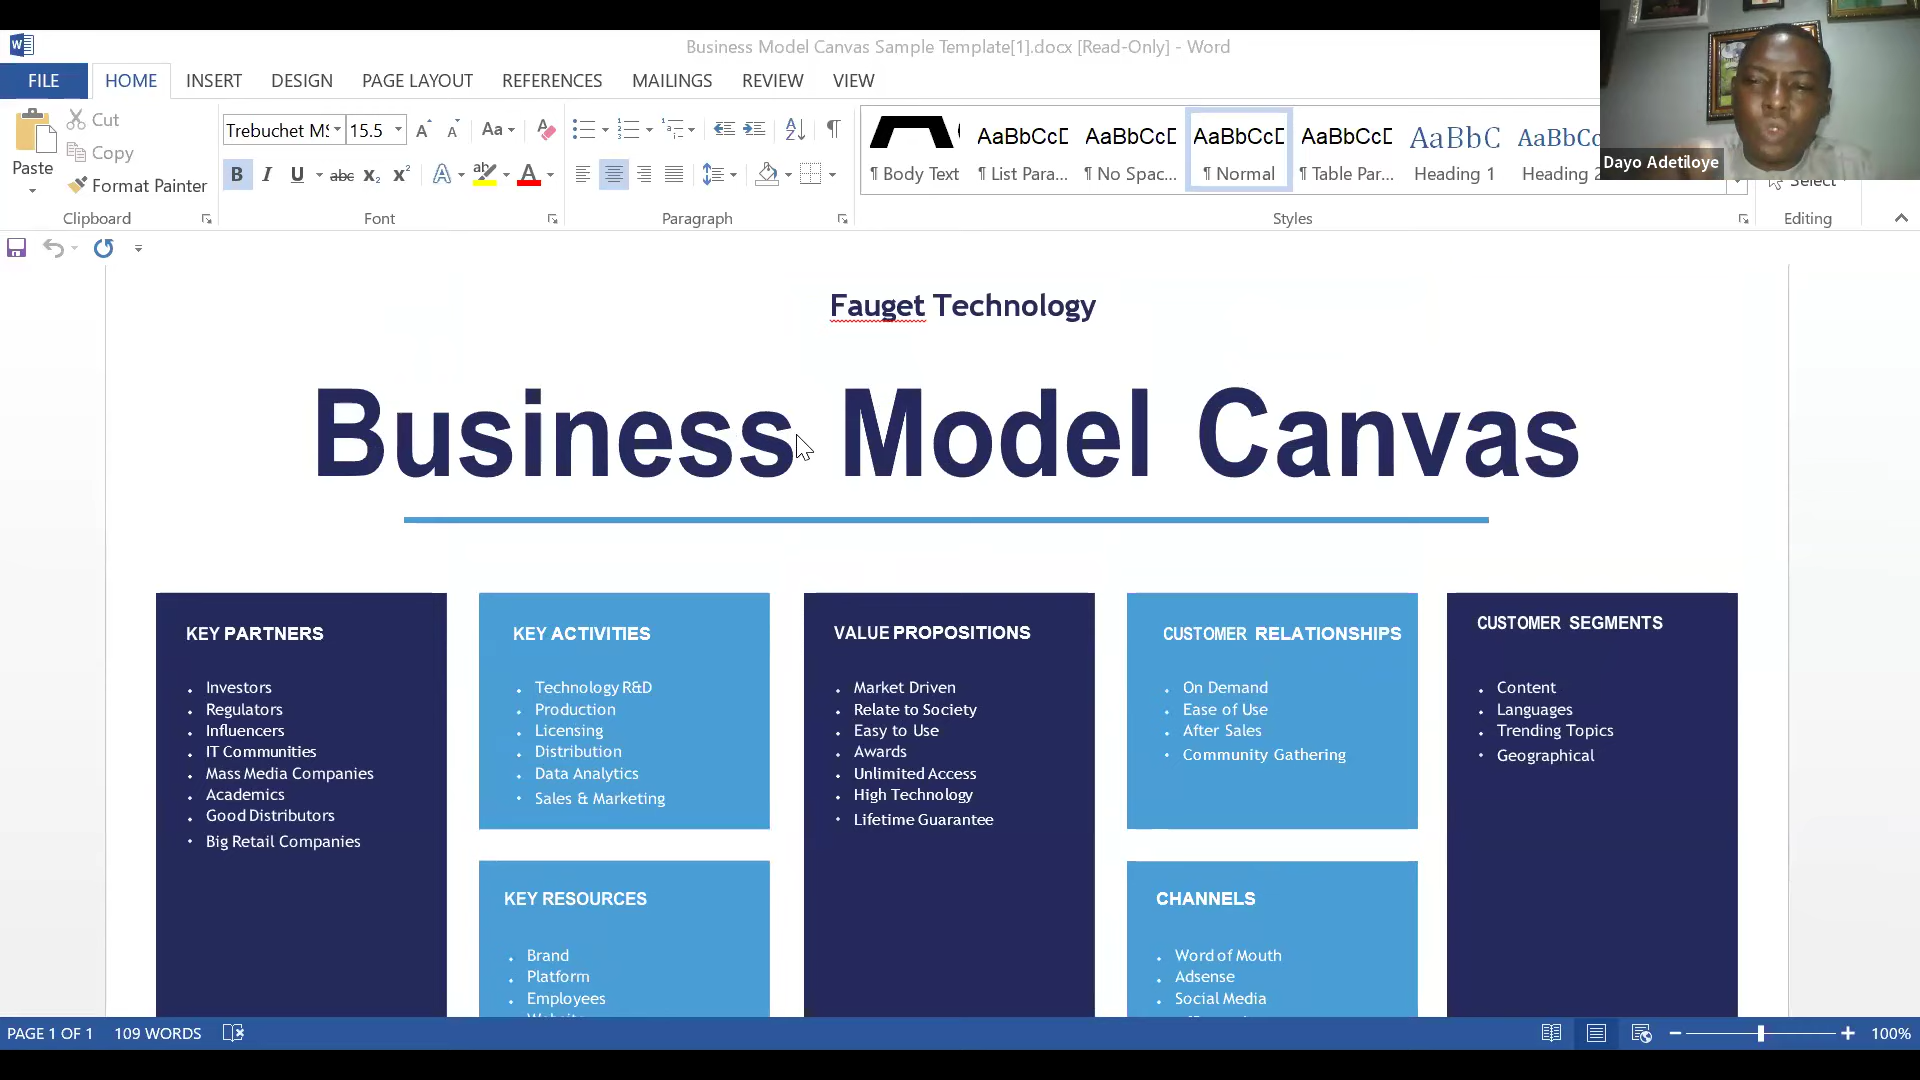 Business Model Canvas Sample Template[1].docx [Read-Only] - Word
FILE HOME INSERT DESIGN PAGE LAYOUT REFERENCES MAILINGS REVIEW VIEW
Cut
Copy
Format Painter
Paste
Clipboard
Trebuchet MS 15.5
Font
Paragraph
AaBbCcD AaBbCcD AaBbCcD AaBbCcD AaBbC AaBbCc
¶ Body Text ¶ List Para... ¶ No Spac... ¶ Normal ¶ Table Par... Heading 1 Heading 2
Styles
Select
Editing
Dayo Adetiloye
Fauget Technology
Business Model Canvas
KEY PARTNERS
Investors
Regulators
Influencers
IT Communities
Mass Media Companies
Academics
Good Distributors
Big Retail Companies
KEY ACTIVITIES
Technology R&D
Production
Licensing
Distribution
Data Analytics
Sales & Marketing
KEY RESOURCES
Brand
Platform
Employees
VALUE PROPOSITIONS
Market Driven
Relate to Society
Easy to Use
Awards
Unlimited Access
High Technology
Lifetime Guarantee
CUSTOMER RELATIONSHIPS
On Demand
Ease of Use
After Sales
Community Gathering
CHANNELS
Word of Mouth
Adsense
Social Media
CUSTOMER SEGMENTS
Content
Languages
Trending Topics
Geographical
PAGE 1 OF 1 109 WORDS 100%